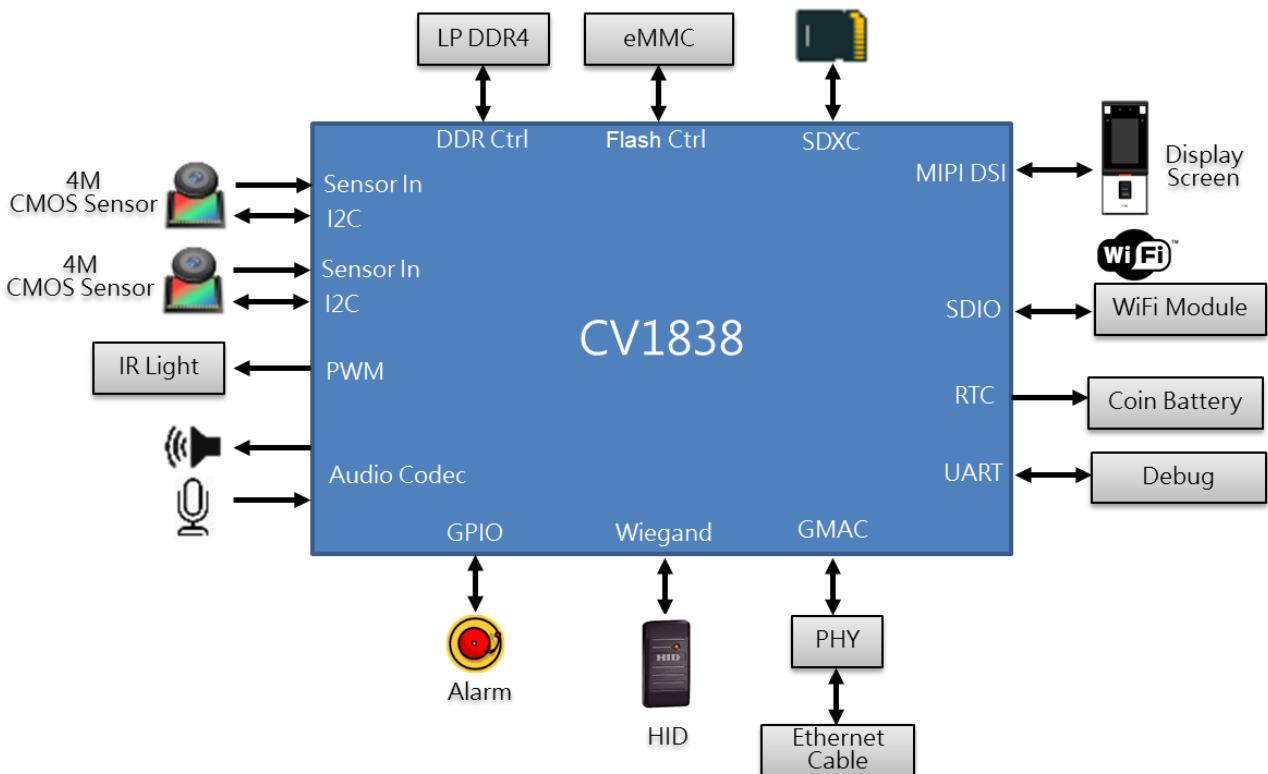 LP DDR4
eMMC
DDR Ctrl
Flash Ctrl
SDXC
4M
CMOS Sensor
Sensor In
I2C
4M
CMOS Sensor
Sensor In
I2C
IR Light
PWM
Audio Codec
CV1838
MIPI DSI
Display
Screen
WiFi™
SDIO
WiFi Module
RTC
Coin Battery
UART
Debug
GPIO
Wiegand
GMAC
Alarm
HID
HID
PHY
Ethernet
Cable